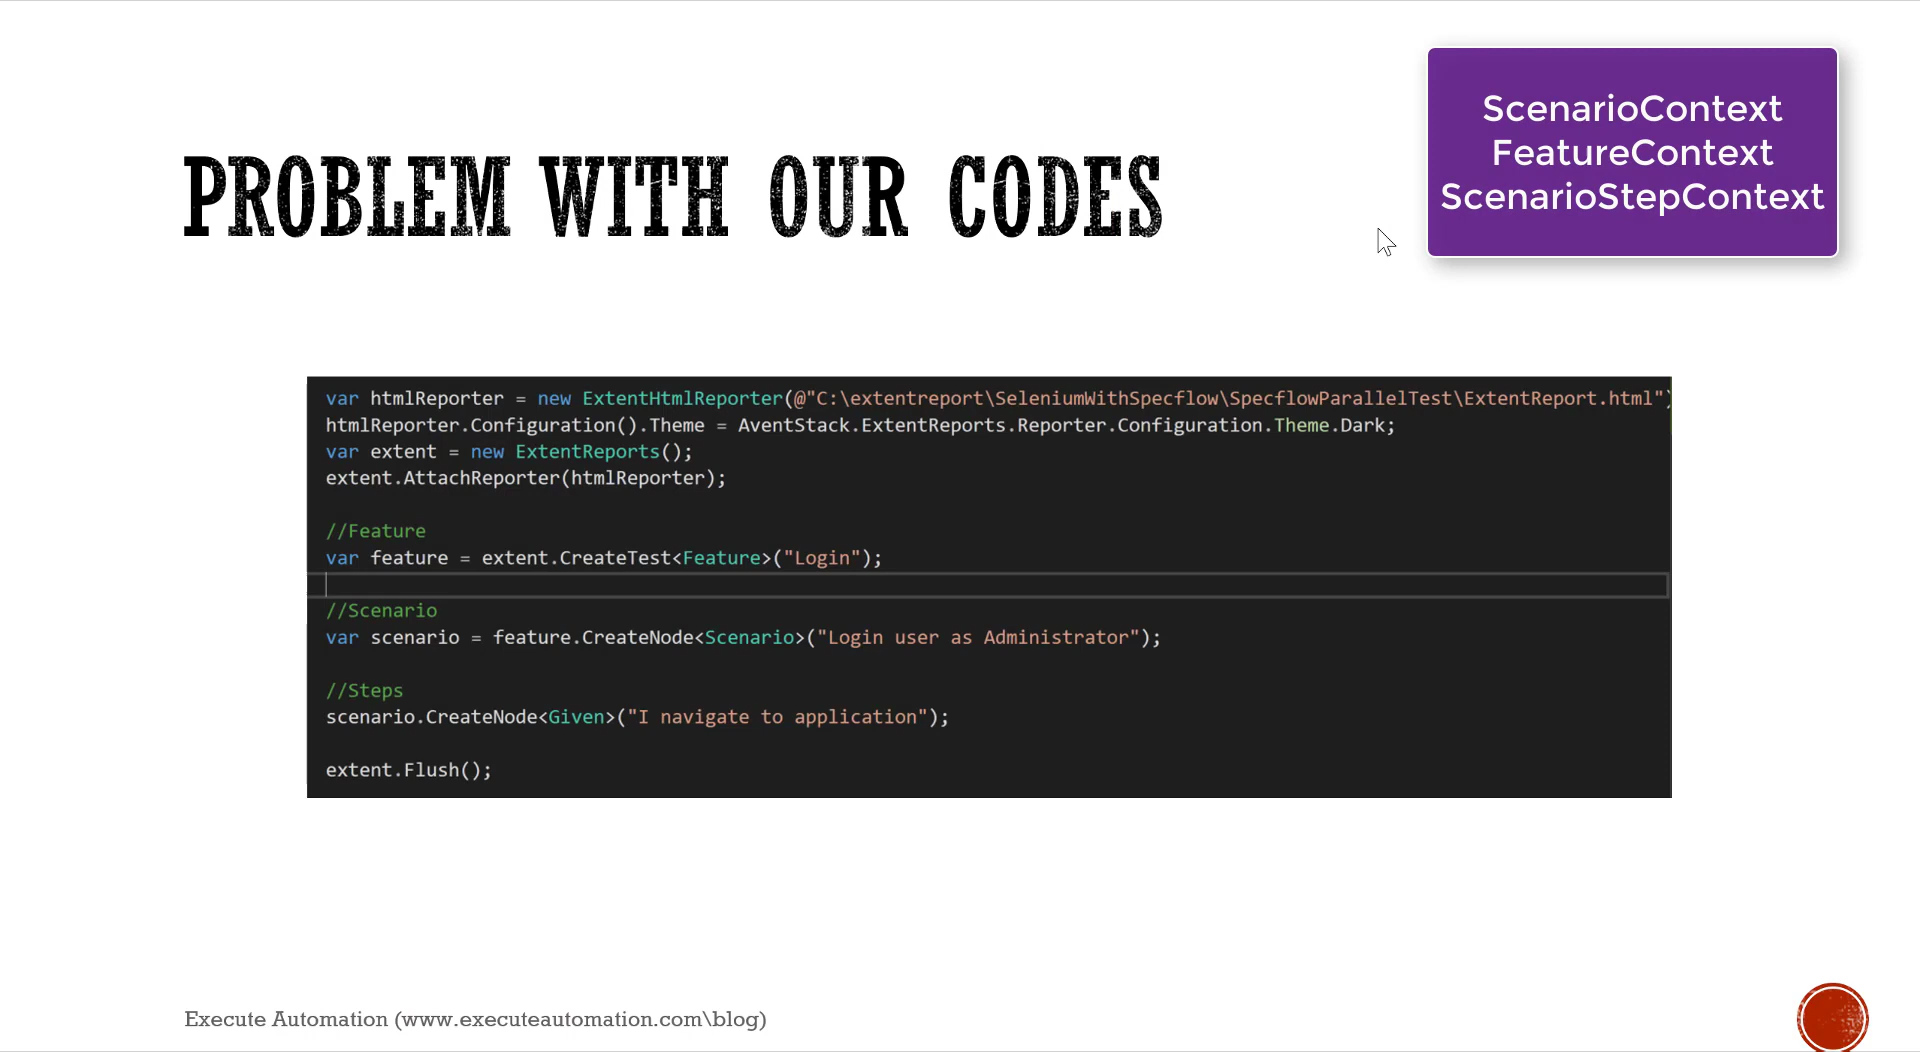 ScenarioContext
FeatureContext
ScenarioStepContext
PROBLEM WITH OUR CODES
var htmlReporter = new ExtentHtmlReporter(@"C:\extentreport\SeleniumWithSpecflow\SpecflowParallelTest\ExtentReport.html")
htmlReporter.Configuration().Theme = AventStack.ExtentReports.Reporter.Configuration.Theme.Dark;
var extent = new ExtentReports();
extent.AttachReporter(htmlReporter);
//Feature
var feature = extent.CreateTest<Feature>("Login");
//Scenario
var scenario = feature.CreateNode<Scenario>("Login user as Administrator");
//Steps
scenario.CreateNode<Given>("I navigate to application");
extent.Flush();
Execute Automation (www.executeautomation.com\blog)